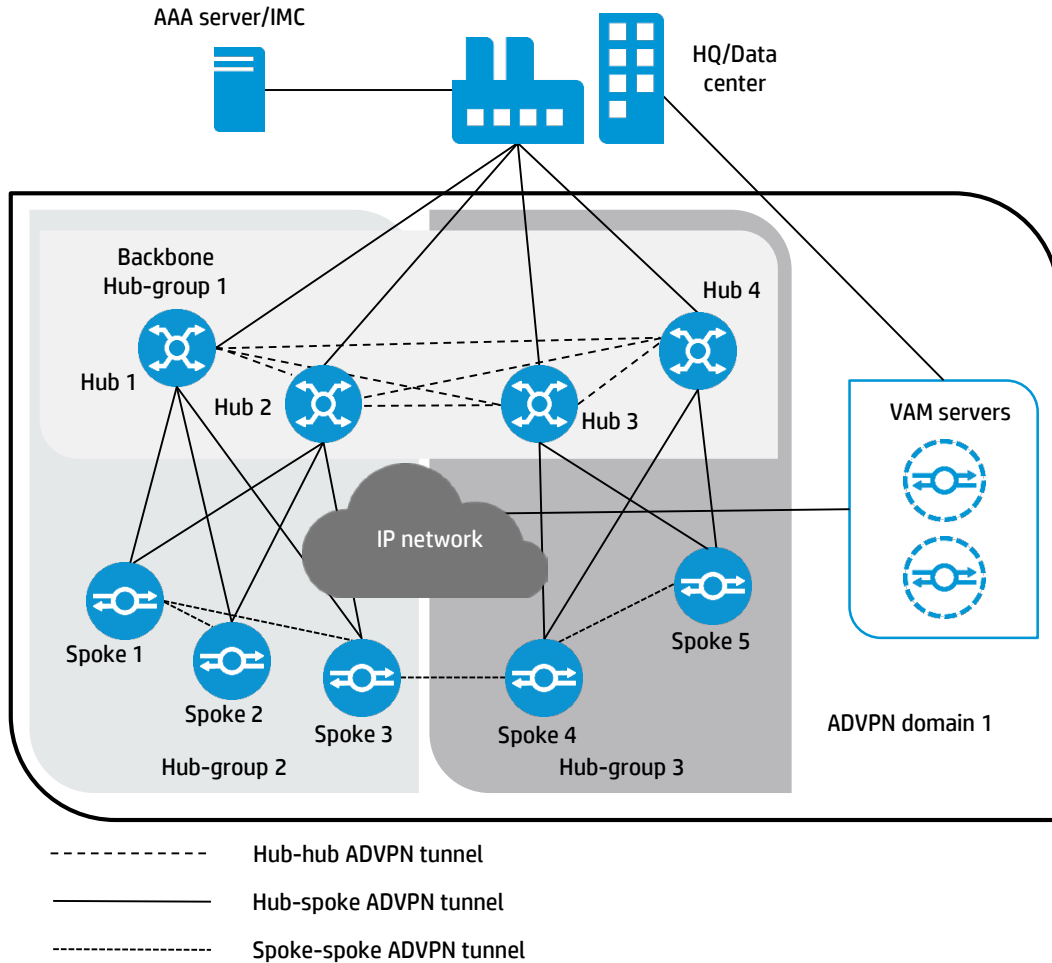 AAA server/IMC
HQ/Data
center
Backbone
Hub-group 1
Hub 4
Hub 1
Hub 2
Hub 3
VAM servers
IP network
Spoke 1
Spoke 2
Spoke 3
Spoke 4
Spoke 5
ADVPN domain 1
Hub-group 2
Hub-group 3
Hub-hub ADVPN tunnel
Hub-spoke ADVPN tunnel
Spoke-spoke ADVPN tunnel